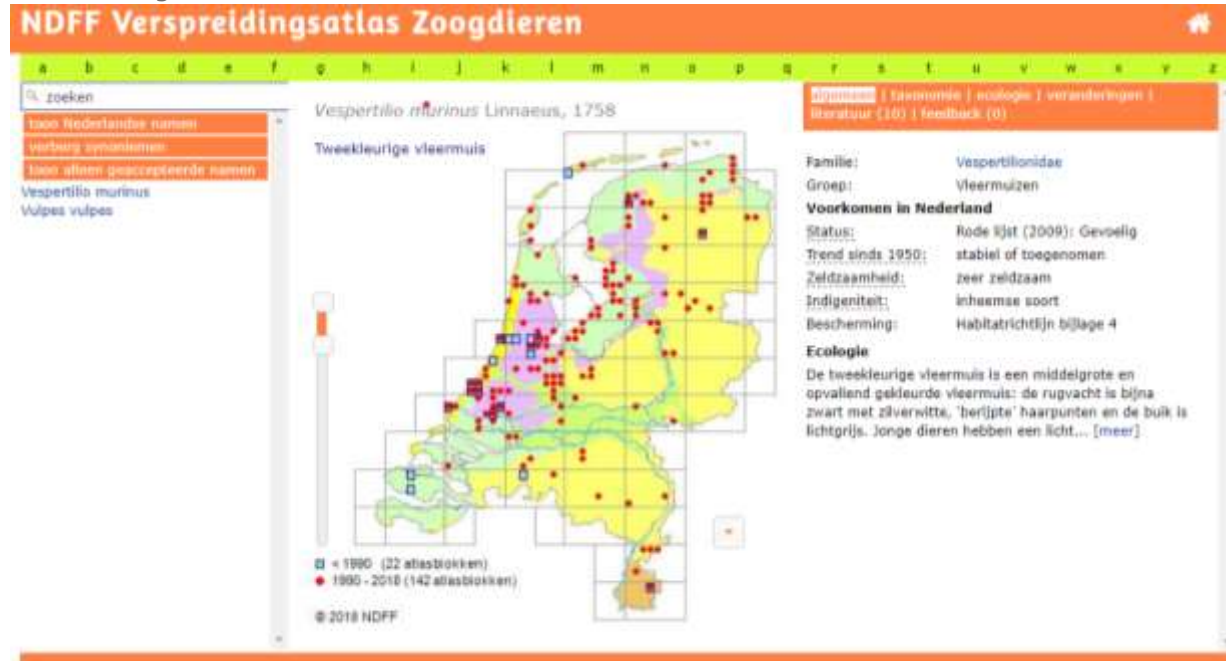 NDFF Verspreidingsatlas Zoogdieren
a b c d e f g h i j k l m n o p q r s t u v w x y z
zoeken
toon Nederlandse namen
verberg synoniemen
toon alleen geaccepteerde namen
Vespertilio murinus
Vulpes vulpes
Vespertilio murinus Linnaeus, 1758
Tweekleurige vleermuis
< 1990 (22 atlasblokken)
1990 - 2018 (142 atlasblokken)
© 2018 NDFF
algemeen | taxonomie | ecologie | veranderingen |
literatuur (10) | feedback (0)
Familie: Vespertilionidae
Groep: Vleermuizen
Voorkomen in Nederland
Status: Rode lijst (2009): Gevoelig
Trend sinds 1950: stabiel of toegenomen
Zeldzaamheid: zeer zeldzaam
Indigeniteit: inheemse soort
Bescherming: Habitatrichtlijn bijlage 4
Ecologie
De tweekleurige vleermuis is een middelgrote en
opvallend gekleurde vleermuis: de rugvacht is bijna
zwart met zilverwitte, 'berijpte' haarpunten en de buik is
lichtgrijs. Jonge dieren hebben een licht... [meer]